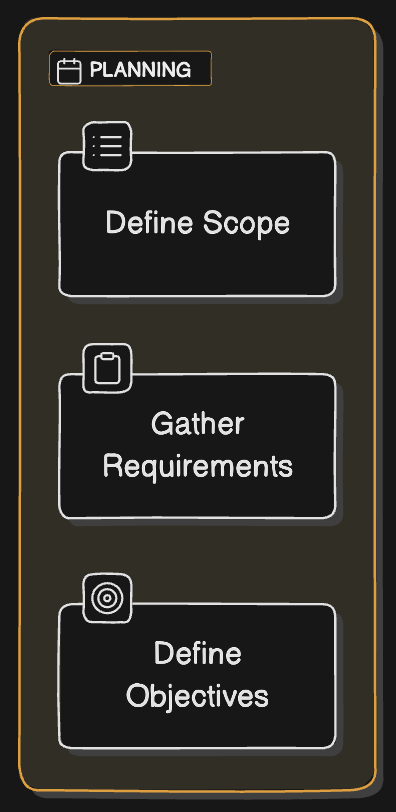 PLANNING
Define Scope
Gather
Requirements
Define
Objectives